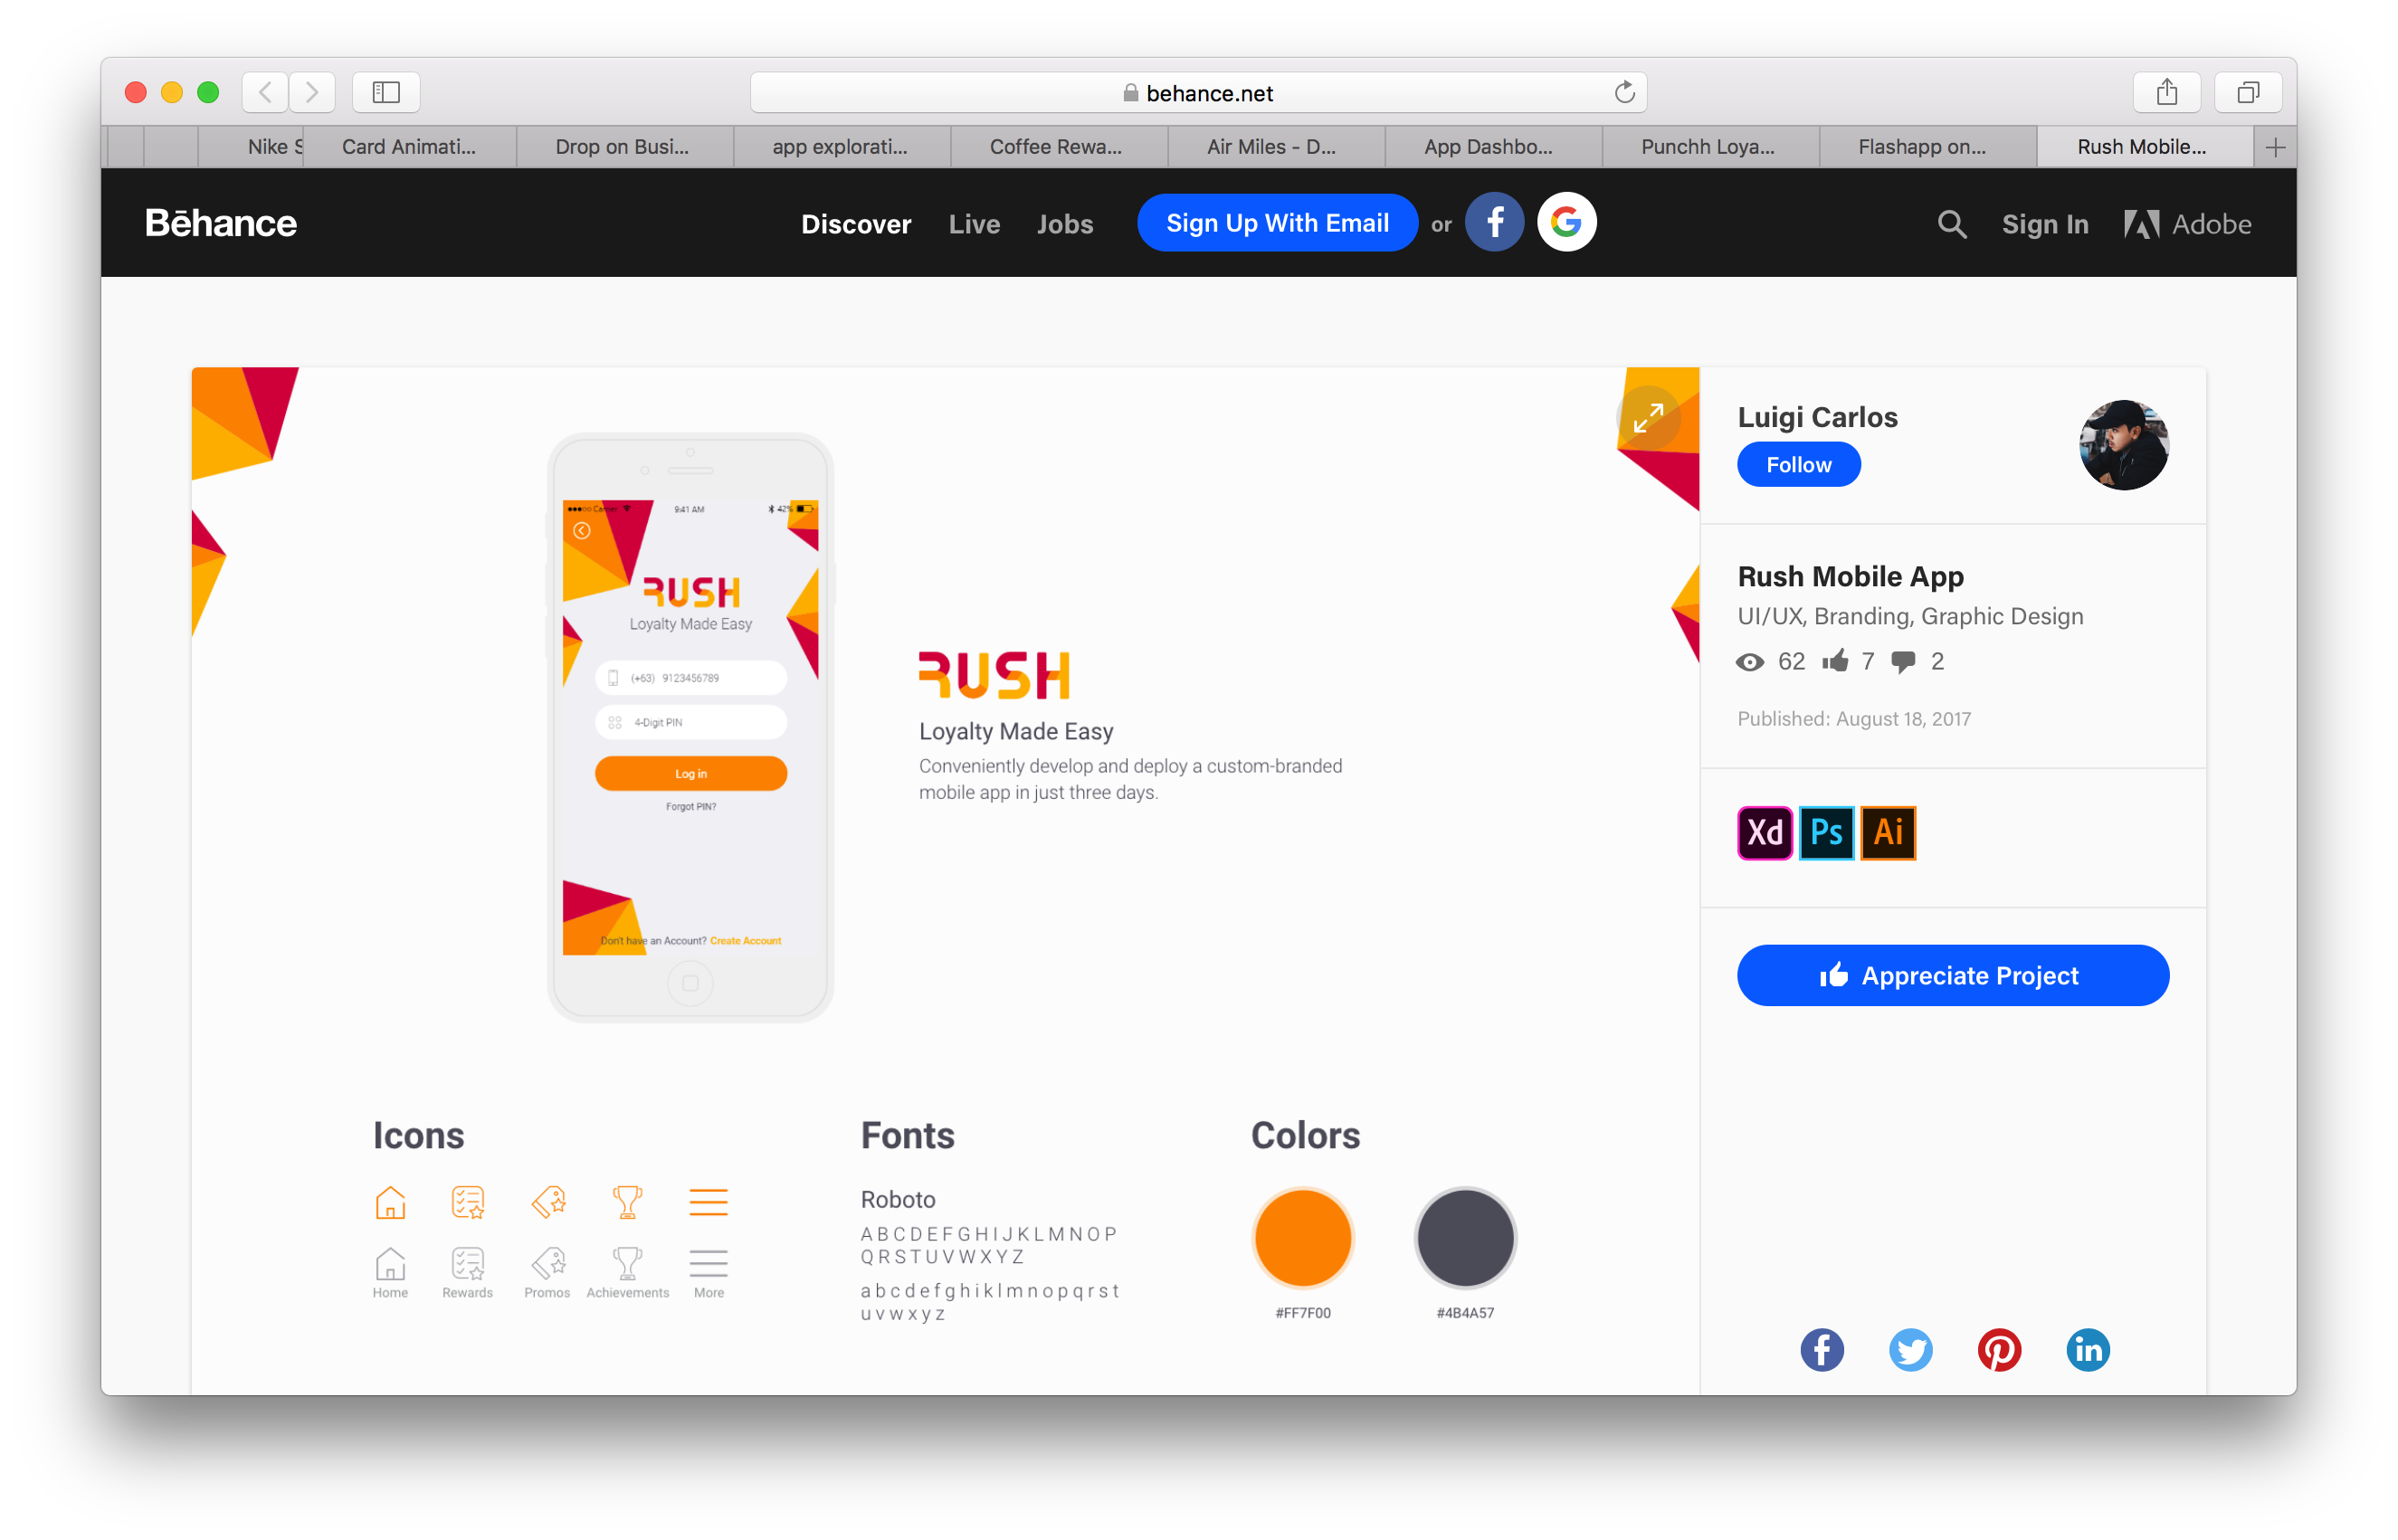 behance.net
Nike S
Card Animati...
Drop on Busi...
app explorati...
Coffee Rewa...
Air Miles - D...
App Dashbo...
Punchh Loya...
Flashapp on...
Rush Mobile...
Bēhance
Discover
Live
Jobs
Sign Up With Email
or
Sign In
Adobe
Carrier
9:41 AM
42%
RUSH
Loyalty Made Easy
(+63) 9123456789
4-Digit PIN
Log in
Forgot PIN?
Don't have an Account? Create Account
RUSH
Loyalty Made Easy
Conveniently develop and deploy a custom-branded
mobile app in just three days.
Icons
Home
Rewards
Promos
Achievements
More
Fonts
Roboto
A B C D E F G H I J K L M N O P
Q R S T U V W X Y Z
a b c d e f g h i k l m n o p q r s t
u v w x y z
Colors
#FF7F00
#4B4A57
Luigi Carlos
Follow
Rush Mobile App
UI/UX, Branding, Graphic Design
62
7
2
Published: August 18, 2017
Xd
Ps
Ai
Appreciate Project